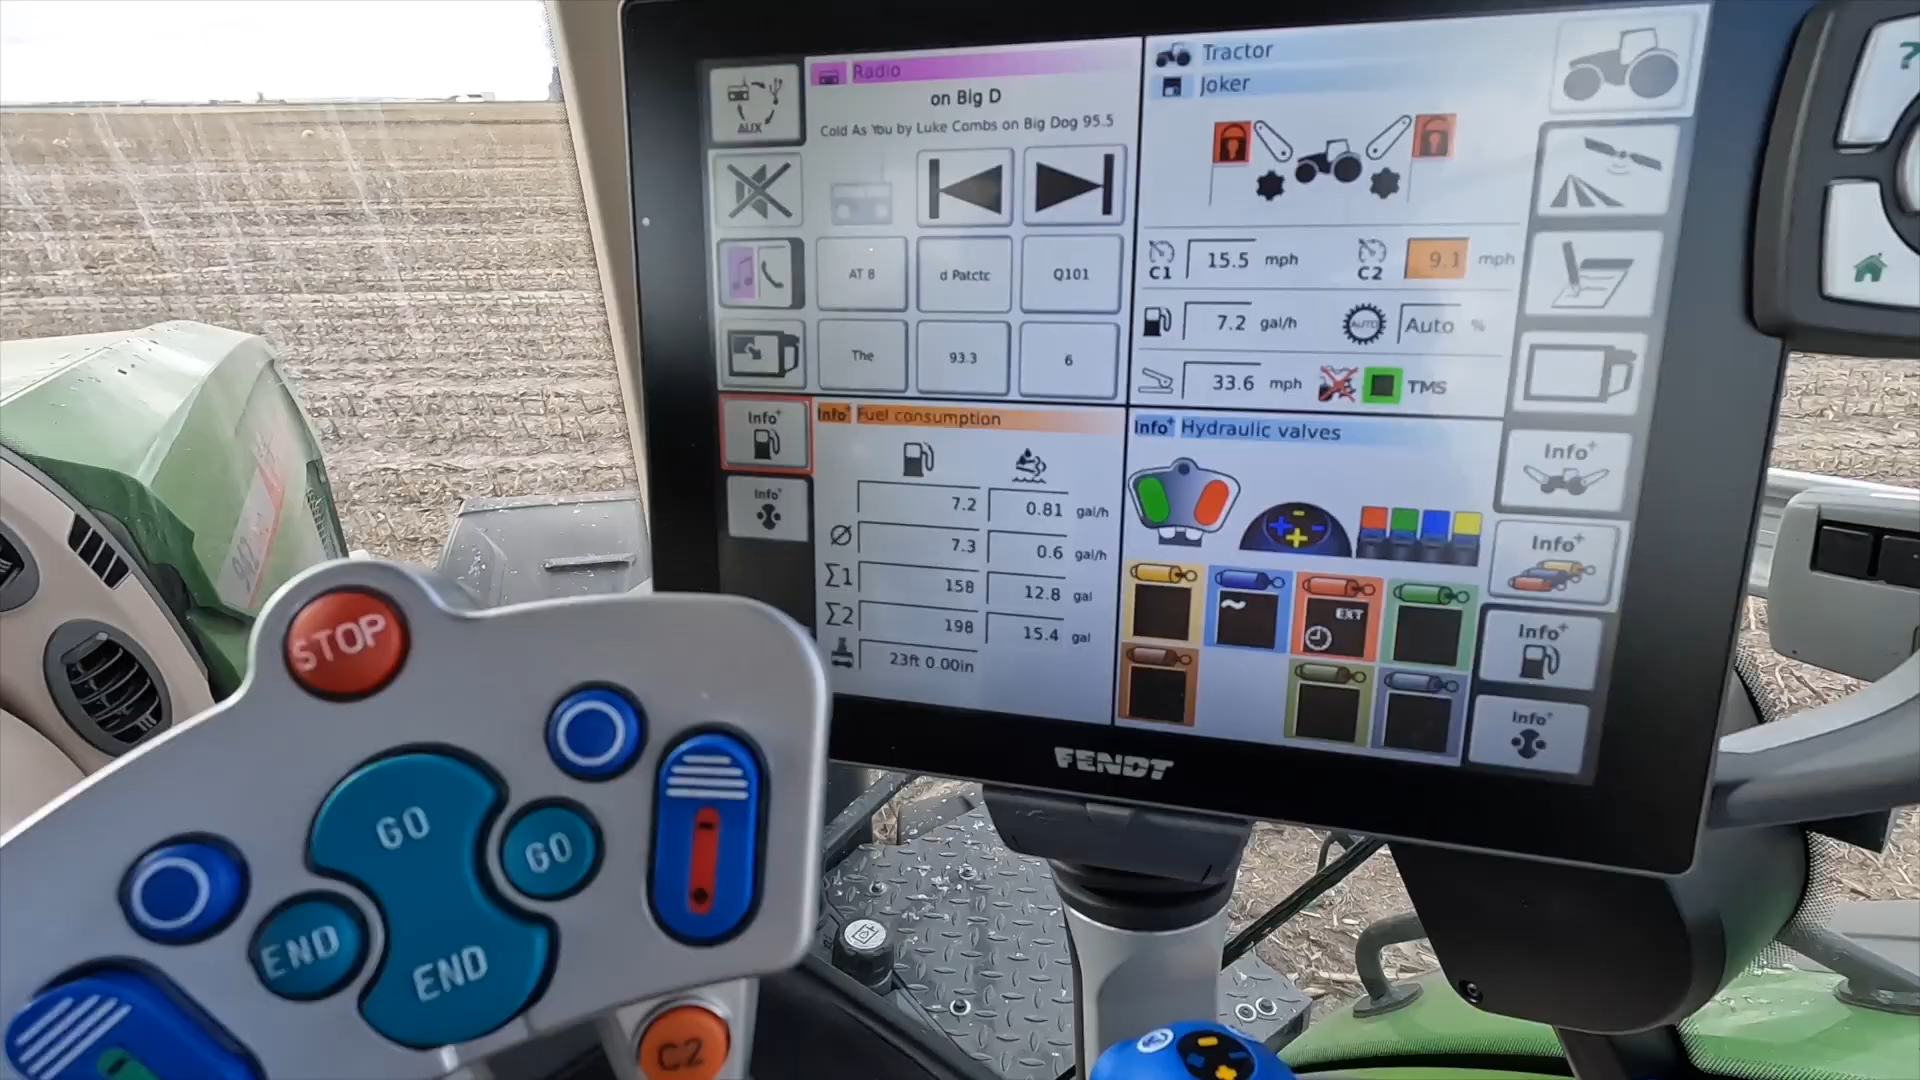 AUX
Radio
on Big D
Cold As You by Luke Combs on Big Dog 95.5
AT 8
d Patctc
Q101
The
93.3
6
Info+
Info+
Tractor
Joker
C1 15.5 mph
C2 9.1 mph
7.2 gal/h
AUTO
Auto %
33.6 mph
TMS
Info+ Fuel consumption
7.2 0.81 gal/h
Ø 7.3 0.6 gal/h
Σ1 158 12.8 gal
Σ2 198 15.4 gal
23ft 0.00in
Info+ Hydraulic valves
EXT
Info+
Info+
Info+
Info+
FENDT
942
STOP
GO
GO
END
END
C2